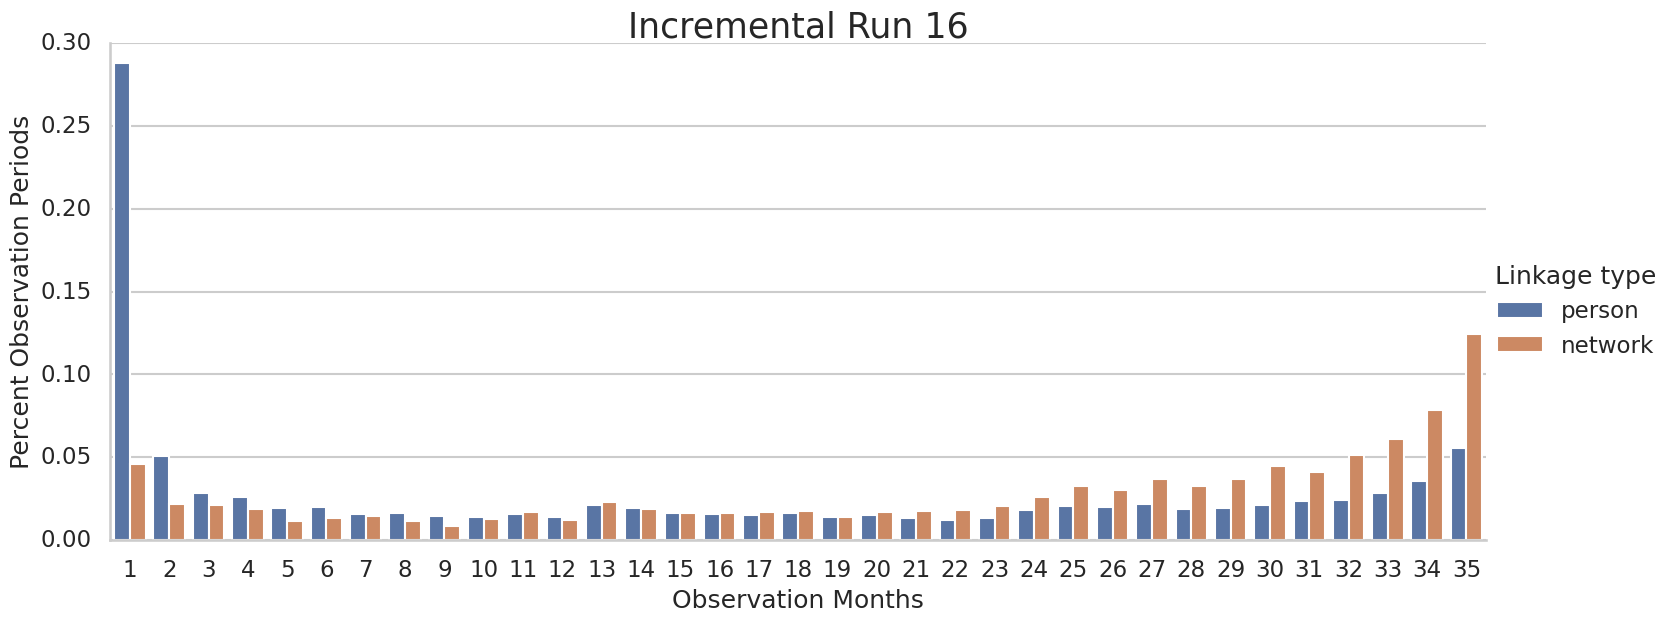 Incremental Run 16
Percent Observation Periods
0.30
0.25
0.20
0.15
0.10
0.05
0.00
1 2 3 4 5 6 7 8 9 10 11 12 13 14 15 16 17 18 19 20 21 22 23 24 25 26 27 28 29 30 31 32 33 34 35
Observation Months
Linkage type
person
network